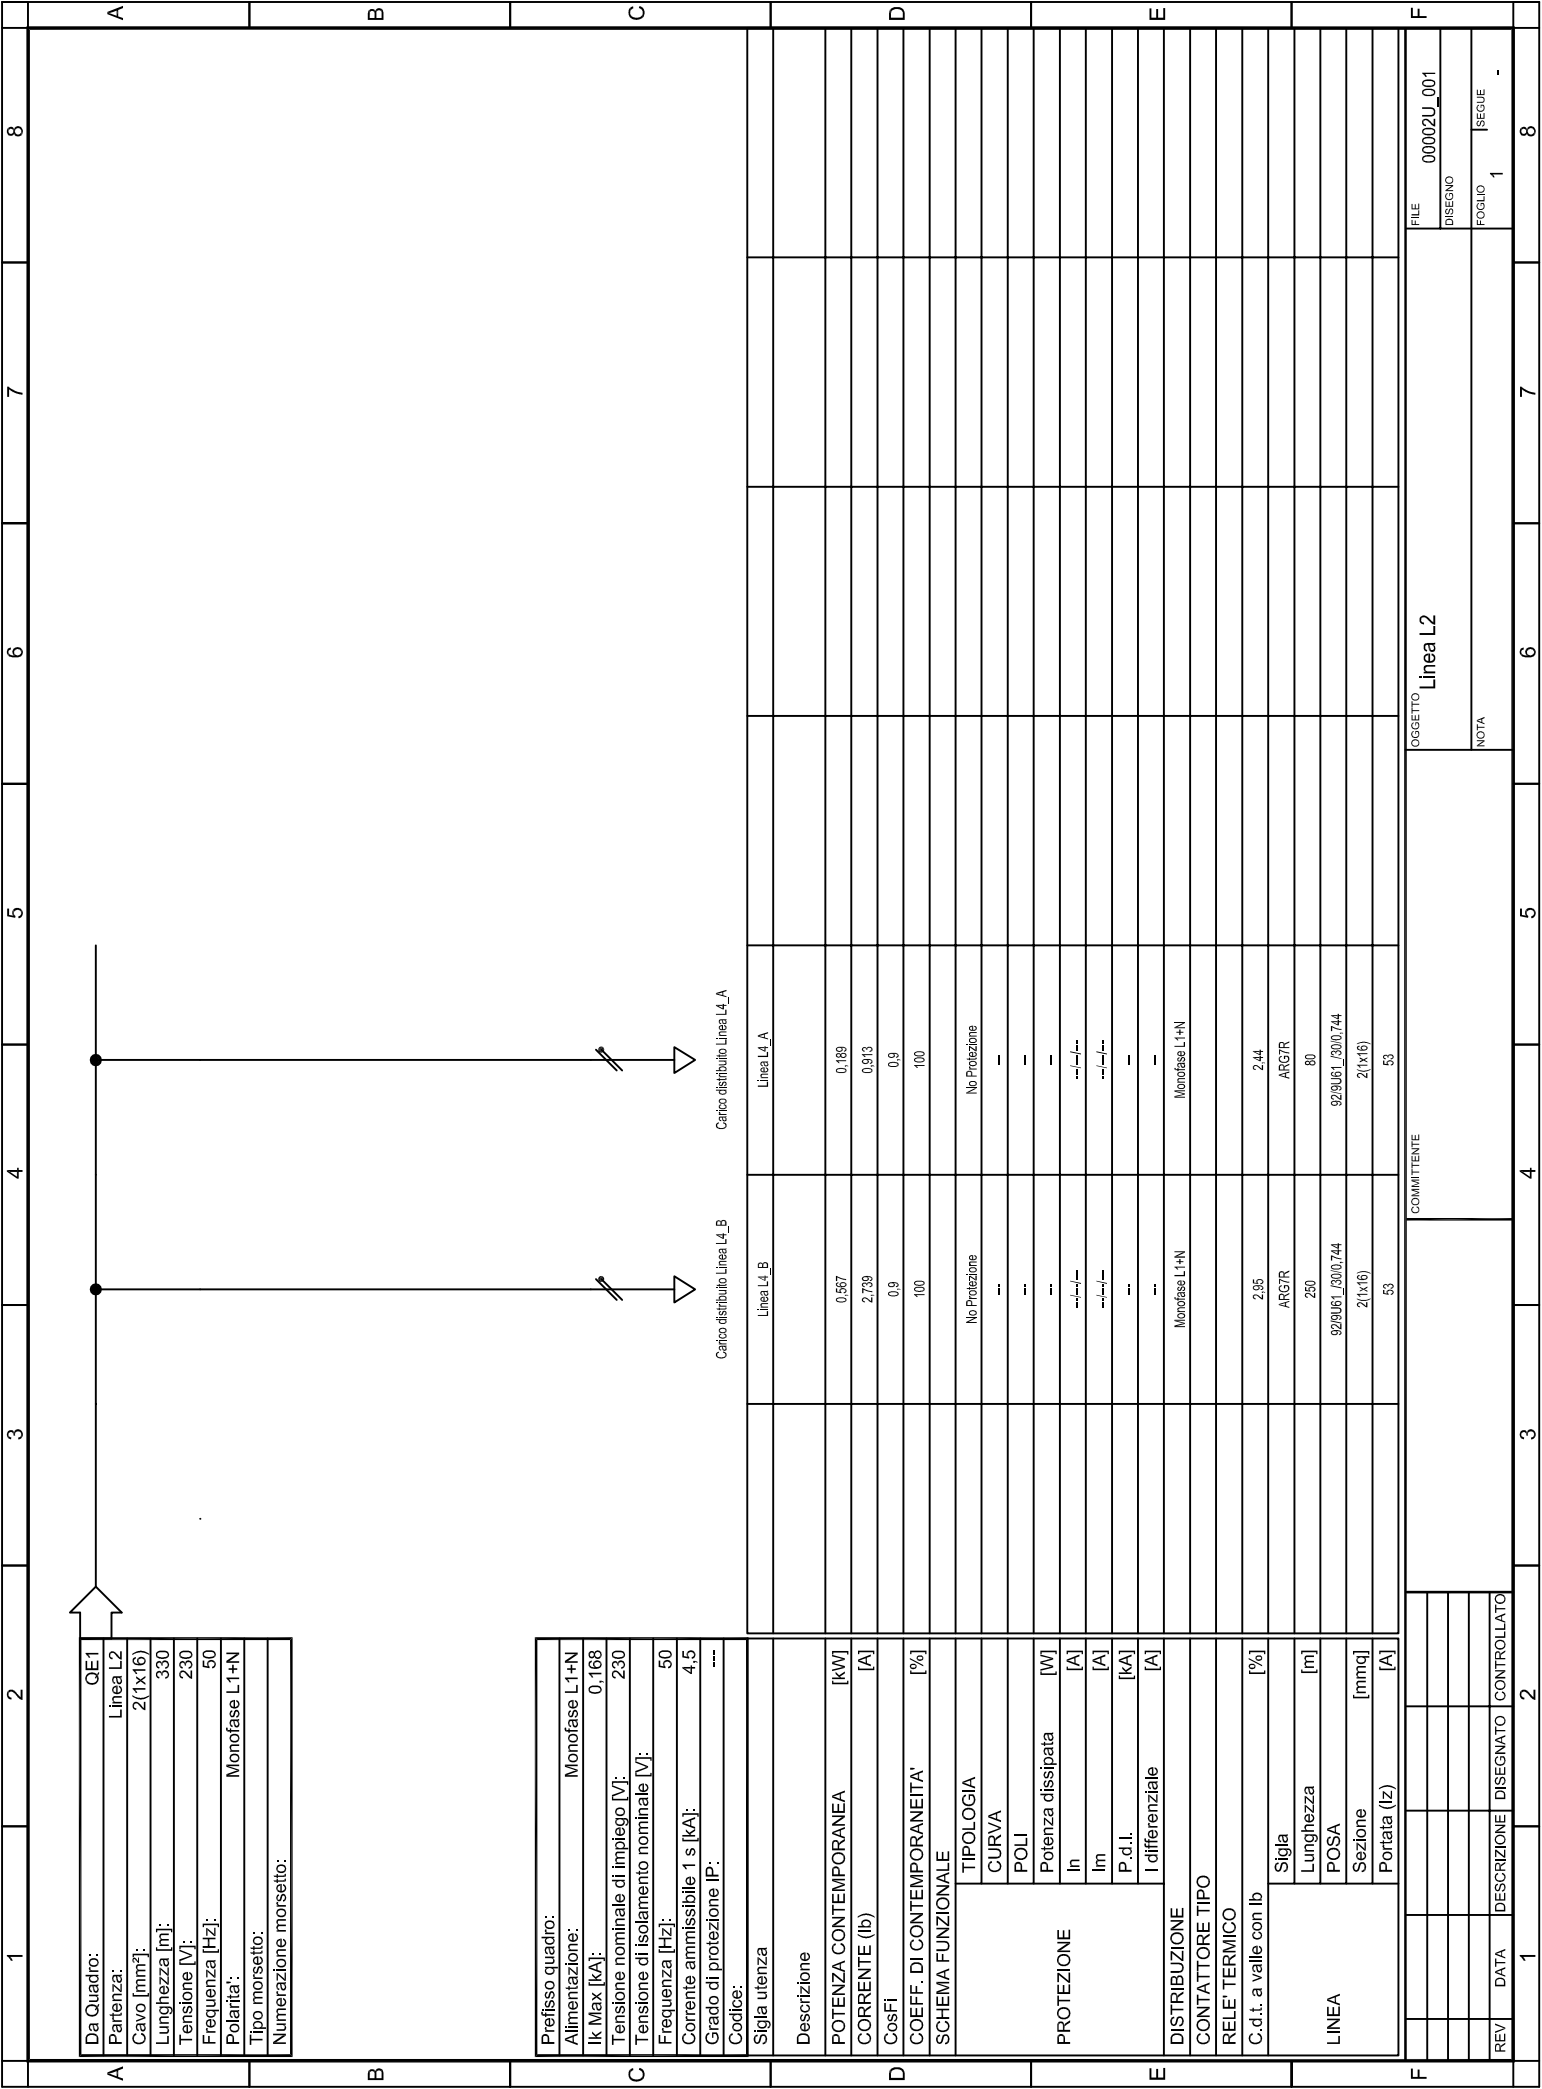 1 2 3 4 5 6 7 8
A
B
C
D
E
F
Da Quadro: QE1
Partenza: Linea L2
Cavo [mm²]: 2(1x16)
Lunghezza [m]: 330
Tensione [V]: 230
Frequenza [Hz]: 50
Polarita': Monofase L1+N
Tipo morsetto:
Numerazione morsetto:
Prefisso quadro:
Alimentazione: Monofase L1+N
Ik Max [kA]: 0,168
Tensione nominale di impiego [V]: 230
Tensione di isolamento nominale [V]:
Frequenza [Hz]: 50
Corrente ammissibile 1 s [kA]: 4,5
Grado di protezione IP: ---
Codice:
Carico distribuito Linea L4_B Carico distribuito Linea L4_A
Sigla utenza Linea L4_B Linea L4_A
Descrizione
POTENZA CONTEMPORANEA [kW] 0,567 0,189
CORRENTE (Ib) [A] 2,739 0,913
CosFi 0,9 0,9
COEFF. DI CONTEMPORANEITA' [%] 100 100
SCHEMA FUNZIONALE
PROTEZIONE
TIPOLOGIA No Protezione No Protezione
CURVA -- --
POLI -- --
Potenza dissipata [W] -- --
In [A] --/--/-- --/--/--
Im [A] --/--/-- --/--/--
P.d.I. [kA] -- --
I differenziale [A] -- --
DISTRIBUZIONE Monofase L1+N Monofase L1+N
CONTATTORE TIPO
RELE' TERMICO
C.d.t. a valle con Ib [%] 2,95 2,44
LINEA
Sigla ARG7R ARG7R
Lunghezza [m] 250 80
POSA 92/9U61_/30/0,744 92/9U61_/30/0,744
Sezione [mmq] 2(1x16) 2(1x16)
Portata (Iz) [A] 53 53
REV DATA DESCRIZIONE DISEGNATO CONTROLLATO
COMMITTENTE
OGGETTO
Linea L2
NOTA
FILE
00002U_001
DISEGNO
FOGLIO
1
SEGUE
-
A
B
C
D
E
F
1 2 3 4 5 6 7 8